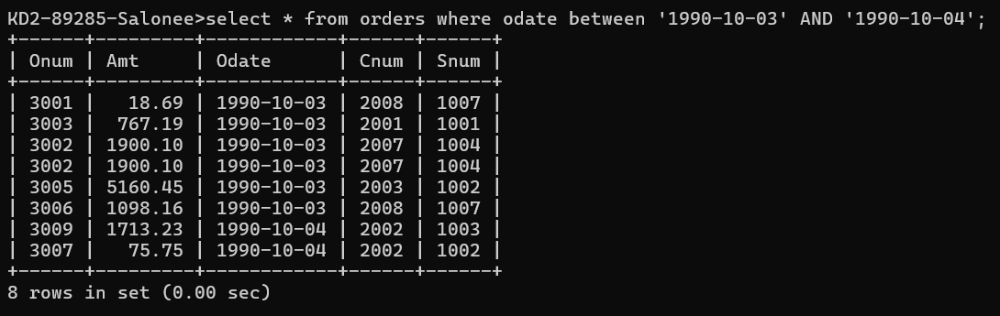 KD2-89285-Salonee>select * from orders where odate between '1990-10-03' AND '1990-10-04';
+------+---------+------------+------+------+
| Onum | Amt     | Odate      | Cnum | Snum |
+------+---------+------------+------+------+
| 3001 |   18.69 | 1990-10-03 | 2008 | 1007 |
| 3003 |  767.19 | 1990-10-03 | 2001 | 1001 |
| 3002 | 1900.10 | 1990-10-03 | 2007 | 1004 |
| 3002 | 1900.10 | 1990-10-03 | 2007 | 1004 |
| 3005 | 5160.45 | 1990-10-03 | 2003 | 1002 |
| 3006 | 1098.16 | 1990-10-03 | 2008 | 1007 |
| 3009 | 1713.23 | 1990-10-04 | 2002 | 1003 |
| 3007 |   75.75 | 1990-10-04 | 2002 | 1002 |
+------+---------+------------+------+------+
8 rows in set (0.00 sec)